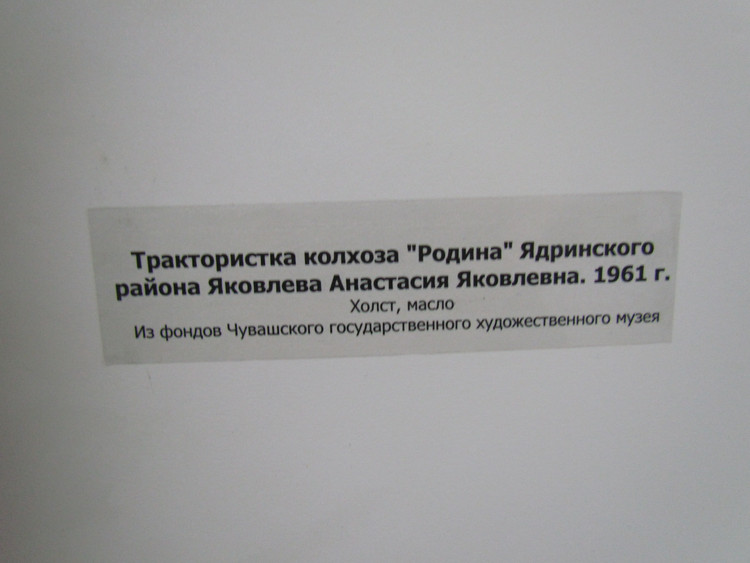 Трактористка колхоза "Родина" Ядринского
района Яковлева Анастасия Яковлевна. 1961 г.
Холст, масло
Из фондов Чувашского государственного художественного музея